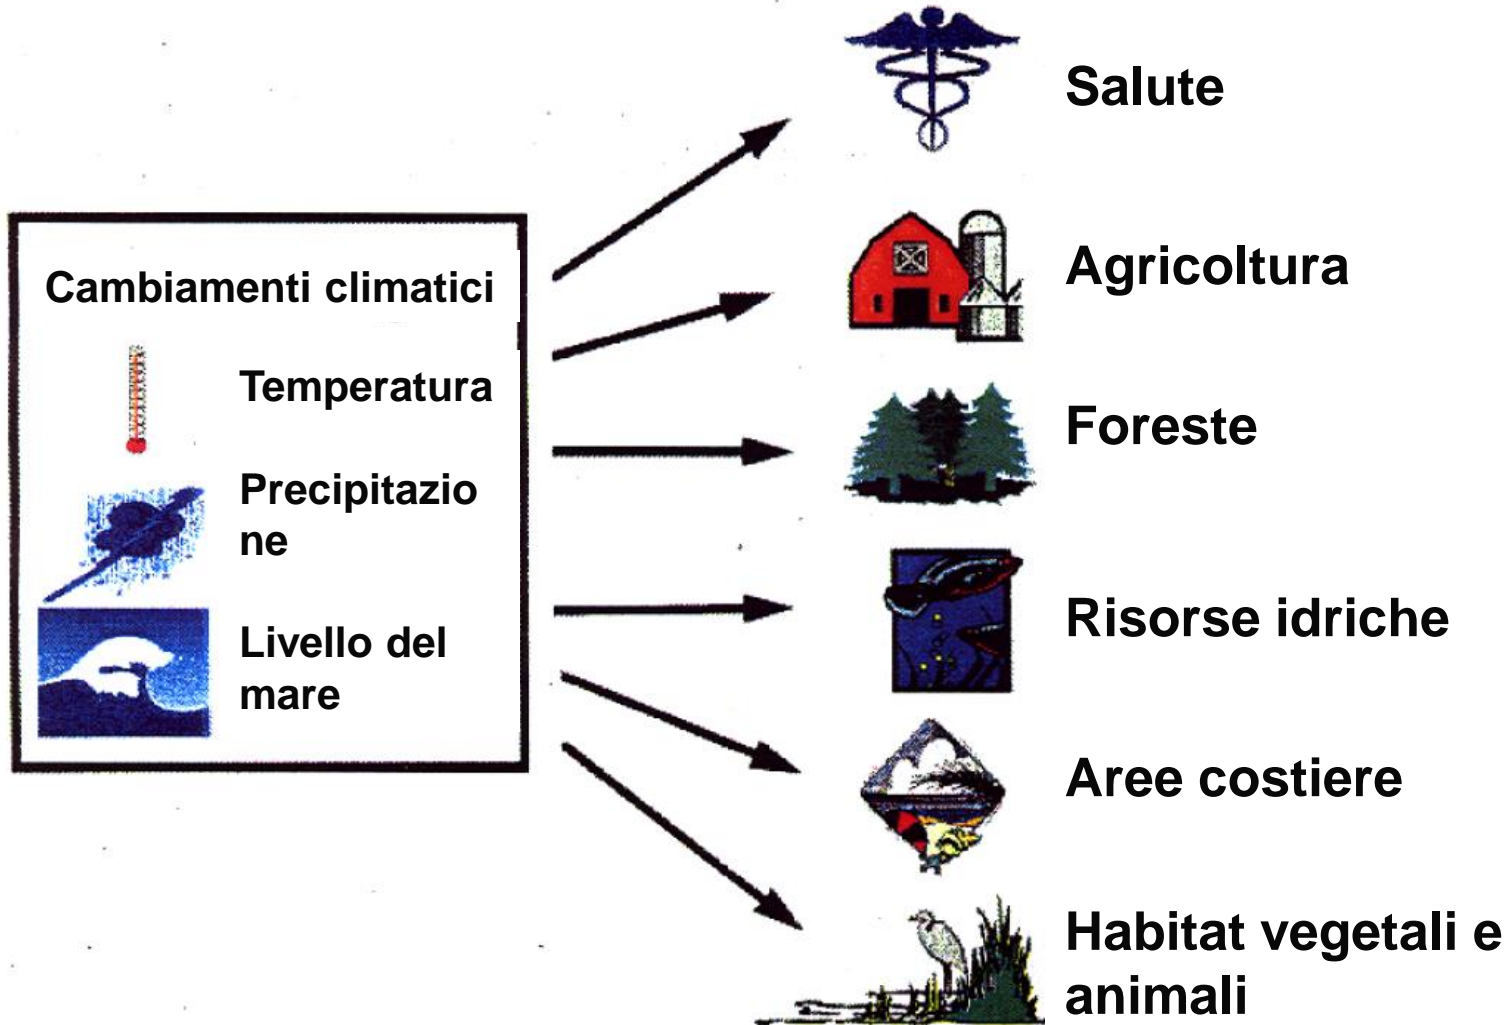 Cambiamenti climatici
Temperatura
Precipitazio
ne
Livello del
mare
Salute
Agricoltura
Foreste
Risorse idriche
Aree costiere
Habitat vegetali e
animali